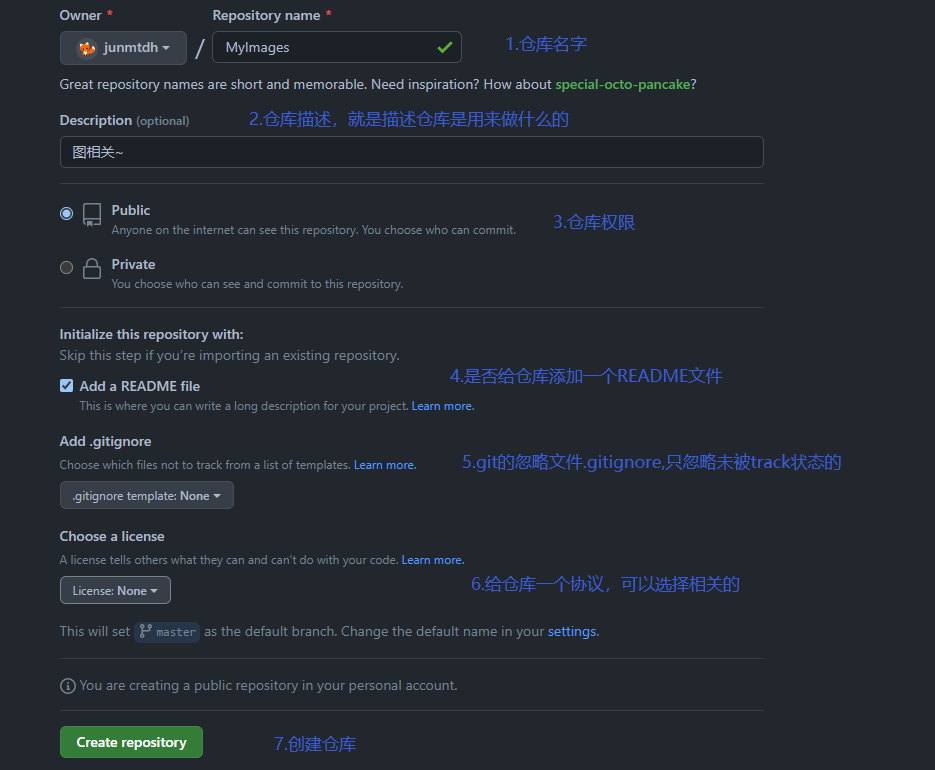 Owner * Repository name *
junmtdh / MyImages 1.仓库名字
Great repository names are short and memorable. Need inspiration? How about special-octo-pancake?
Description (optional) 2.仓库描述，就是描述仓库是用来做什么的
图相关~
Public
Anyone on the internet can see this repository. You choose who can commit. 3.仓库权限
Private
You choose who can see and commit to this repository.
Initialize this repository with:
Skip this step if you're importing an existing repository.
Add a README file 4.是否给仓库添加一个README文件
This is where you can write a long description for your project. Learn more.
Add .gitignore
Choose which files not to track from a list of templates. Learn more. 5.git的忽略文件.gitignore,只忽略未被track状态的
.gitignore template: None
Choose a license
A license tells others what they can and can't do with your code. Learn more.
License: None 6.给仓库一个协议，可以选择相关的
This will set master as the default branch. Change the default name in your settings.
You are creating a public repository in your personal account.
Create repository 7.创建仓库